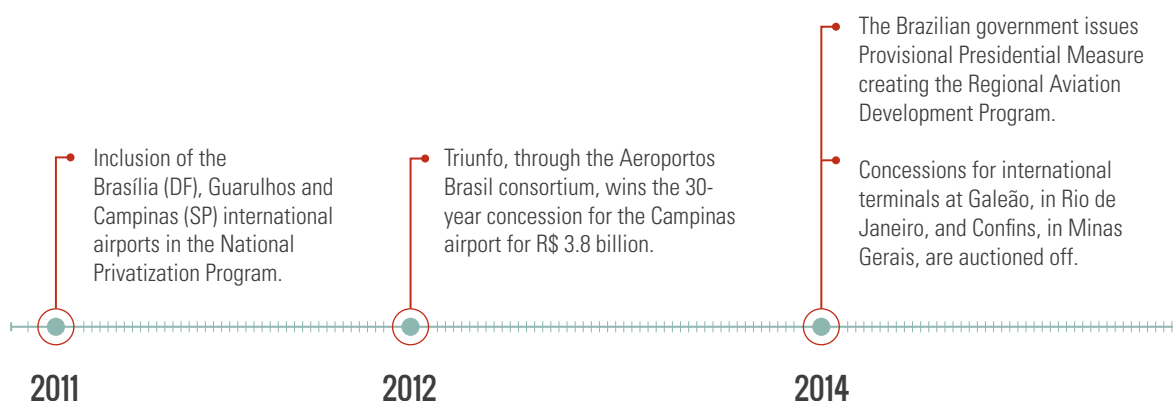 The Brazilian government issues
Provisional Presidential Measure
creating the Regional Aviation
Development Program.
Inclusion of the
Brasília (DF), Guarulhos and
Campinas (SP) international
airports in the National
Privatization Program.
Triunfo, through the Aeroportos
Brasil consortium, wins the 30-
year concession for the Campinas
airport for R$ 3.8 billion.
Concessions for international
terminals at Galeão, in Rio de
Janeiro, and Confins, in Minas
Gerais, are auctioned off.
2011
2012
2014